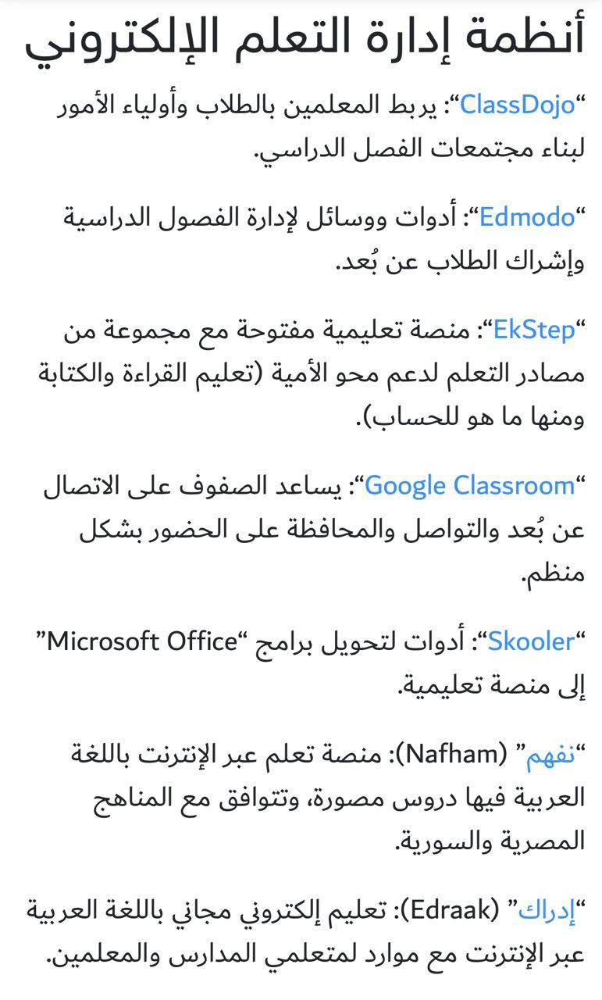 أنظمة إدارة التعلم الإلكتروني
“ClassDojo“: يربط المعلمين بالطلاب وأولياء الأمور
لبناء مجتمعات الفصل الدراسي.
“Edmodo“: أدوات ووسائل لإدارة الفصول الدراسية
وإشراك الطلاب عن بُعد.
“EkStep“: منصة تعليمية مفتوحة مع مجموعة من
مصادر التعلم لدعم محو الأمية (تعليم القراءة والكتابة
ومنها ما هو للحساب).
“Google Classroom“: يساعد الصفوف على الاتصال
عن بُعد والتواصل والمحافظة على الحضور بشكل
منظم.
“Skooler“: أدوات لتحويل برامج “Microsoft Office”
إلى منصة تعليمية.
“نفهم” (Nafham): منصة تعلم عبر الإنترنت باللغة
العربية فيها دروس مصورة، وتتوافق مع المناهج
المصرية والسورية.
“إدراك” (Edraak): تعليم إلكتروني مجاني باللغة العربية
عبر الإنترنت مع موارد لمتعلمي المدارس والمعلمين.